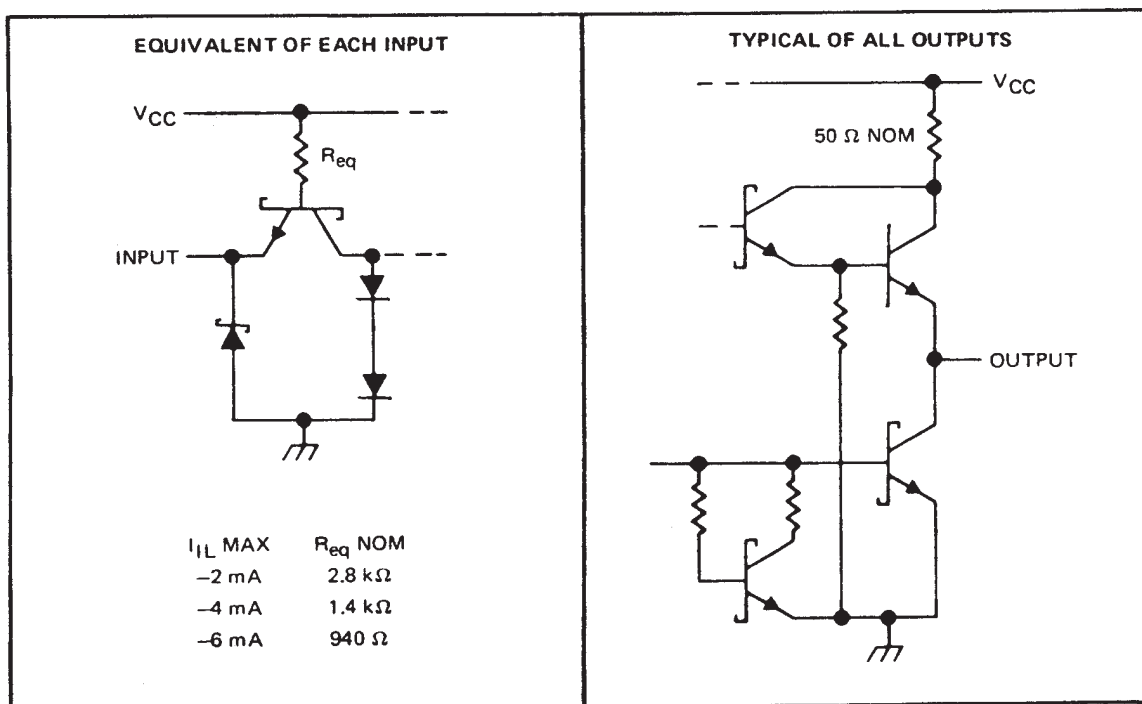 EQUIVALENT OF EACH INPUT
VCC
Req
INPUT
IIL MAX Req NOM
–2 mA 2.8 kΩ
–4 mA 1.4 kΩ
–6 mA 940 Ω
TYPICAL OF ALL OUTPUTS
VCC
50 Ω NOM
OUTPUT